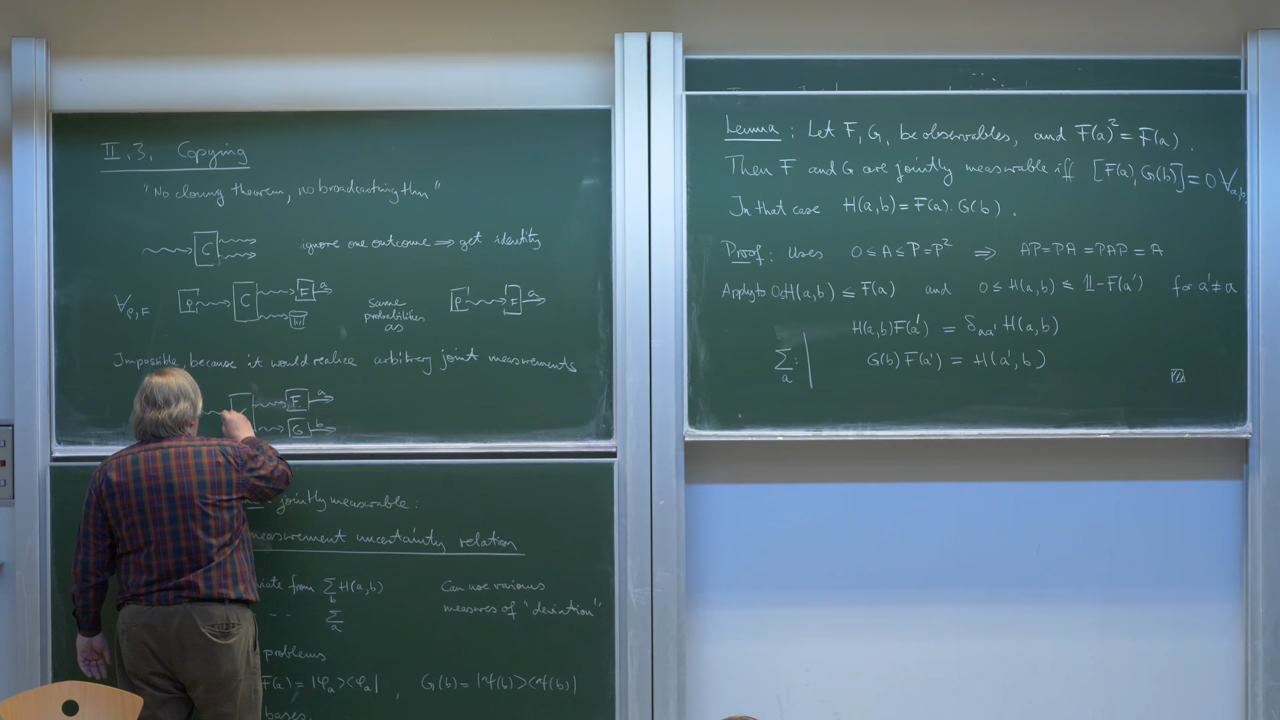 II.3. Copying
"No cloning theorem, no broadcasting thm"
C ignore one outcome ⇒ get identity
∀ρ,F ρ C F a same probabilities as ρ F a
Impossible, because it would realize arbitrary joint measurements
F a
G b
jointly measurable:
measurement uncertainty relation
viate from Σ_b H(a,b) Can use various
- - Σ_a measures of 'deviation'
problems
F(a) = |φ_a><φ_a| , G(b) = |ψ(b)><ψ(b)|
bases.
Lemma: Let F, G, be observables, and F(a)² = F(a).
Then F and G are jointly measurable iff [F(a), G(b)] = 0 ∀a,b
In that case H(a,b) = F(a)·G(b).
Proof: Uses 0 ≤ A ≤ P = P² ⇒ AP = PA = PAP = A
Apply to 0≤H(a,b) ≤ F(a) and 0 ≤ H(a,b) ≤ 𝟙-F(a') for a'≠a
H(a,b)F(a') = δ_aa' H(a,b)
Σ_a: | G(b)F(a') = H(a',b)